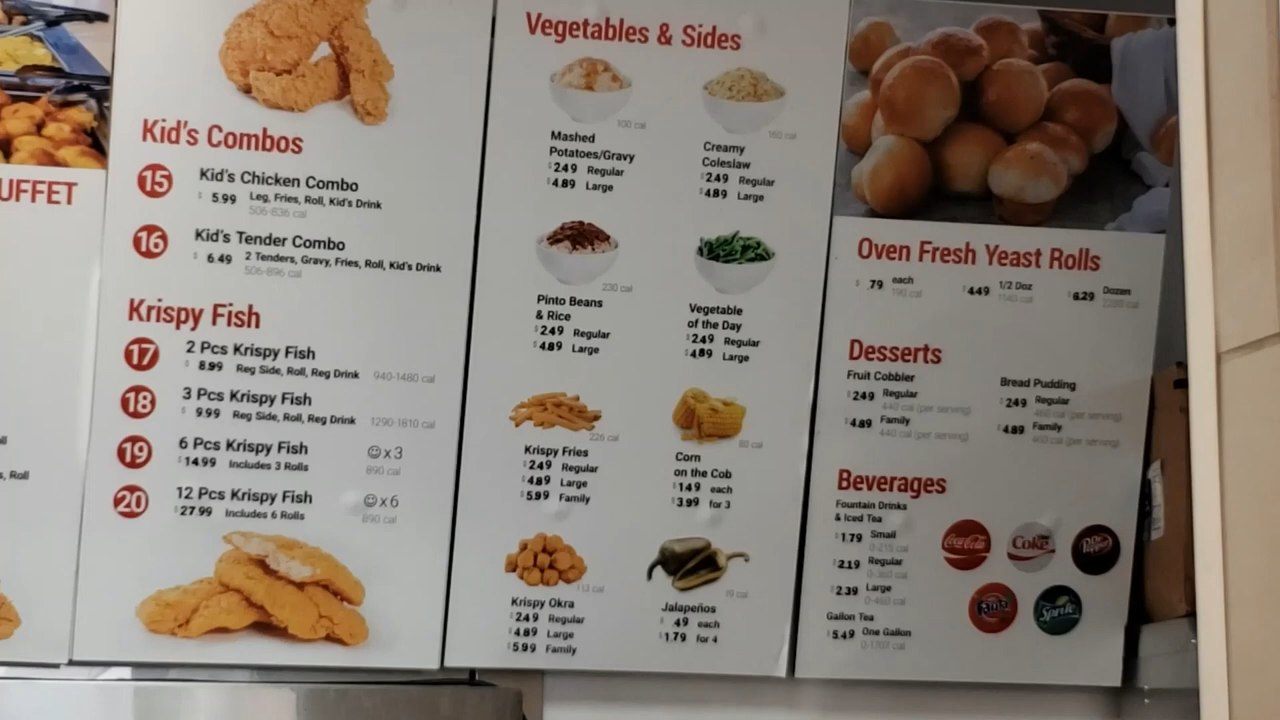 UFFET
, Roll
Kid's Combos
15 Kid's Chicken Combo
$ 5.99 Leg, Fries, Roll, Kid's Drink
506-836 cal
16 Kid's Tender Combo
$ 6.49 2 Tenders, Gravy, Fries, Roll, Kid's Drink
506-896 cal
Krispy Fish
17 2 Pcs Krispy Fish
$ 8.99 Reg Side, Roll, Reg Drink 940-1480 cal
18 3 Pcs Krispy Fish
$ 9.99 Reg Side, Roll, Reg Drink 1290-1810 cal
19 6 Pcs Krispy Fish ☺x3
$14.99 Includes 3 Rolls 890 cal
20 12 Pcs Krispy Fish ☺x6
$27.99 Includes 6 Rolls 890 cal
Vegetables & Sides
100 cal
Mashed
Potatoes/Gravy
$2.49 Regular
$4.89 Large
180 cal
Creamy
Coleslaw
$2.49 Regular
$4.89 Large
230 cal
Pinto Beans
& Rice
$2.49 Regular
$4.89 Large
Vegetable
of the Day
$2.49 Regular
$4.89 Large
226 cal
Krispy Fries
$2.49 Regular
$4.89 Large
$5.99 Family
80 cal
Corn
on the Cob
$1.49 each
$3.99 for 3
113 cal
Krispy Okra
$2.49 Regular
$4.89 Large
$5.99 Family
19 cal
Jalapeños
$ .49 each
$1.79 for 4
Oven Fresh Yeast Rolls
$ .79 each
190 cal
$4.49 1/2 Doz
1140 cal
$6.29 Dozen
2280 cal
Desserts
Fruit Cobbler
$2.49 Regular
440 cal (per serving)
$4.89 Family
440 cal (per serving)
Bread Pudding
$2.49 Regular
460 cal (per serving)
$4.89 Family
460 cal (per serving)
Beverages
Fountain Drinks
& Iced Tea
$1.79 Small
0-215 cal
$2.19 Regular
$2.39 Large
Gallon Tea
$5.49 One Gallon
Coca-Cola
Diet Coke
Dr Pepper
Fanta
Sprite